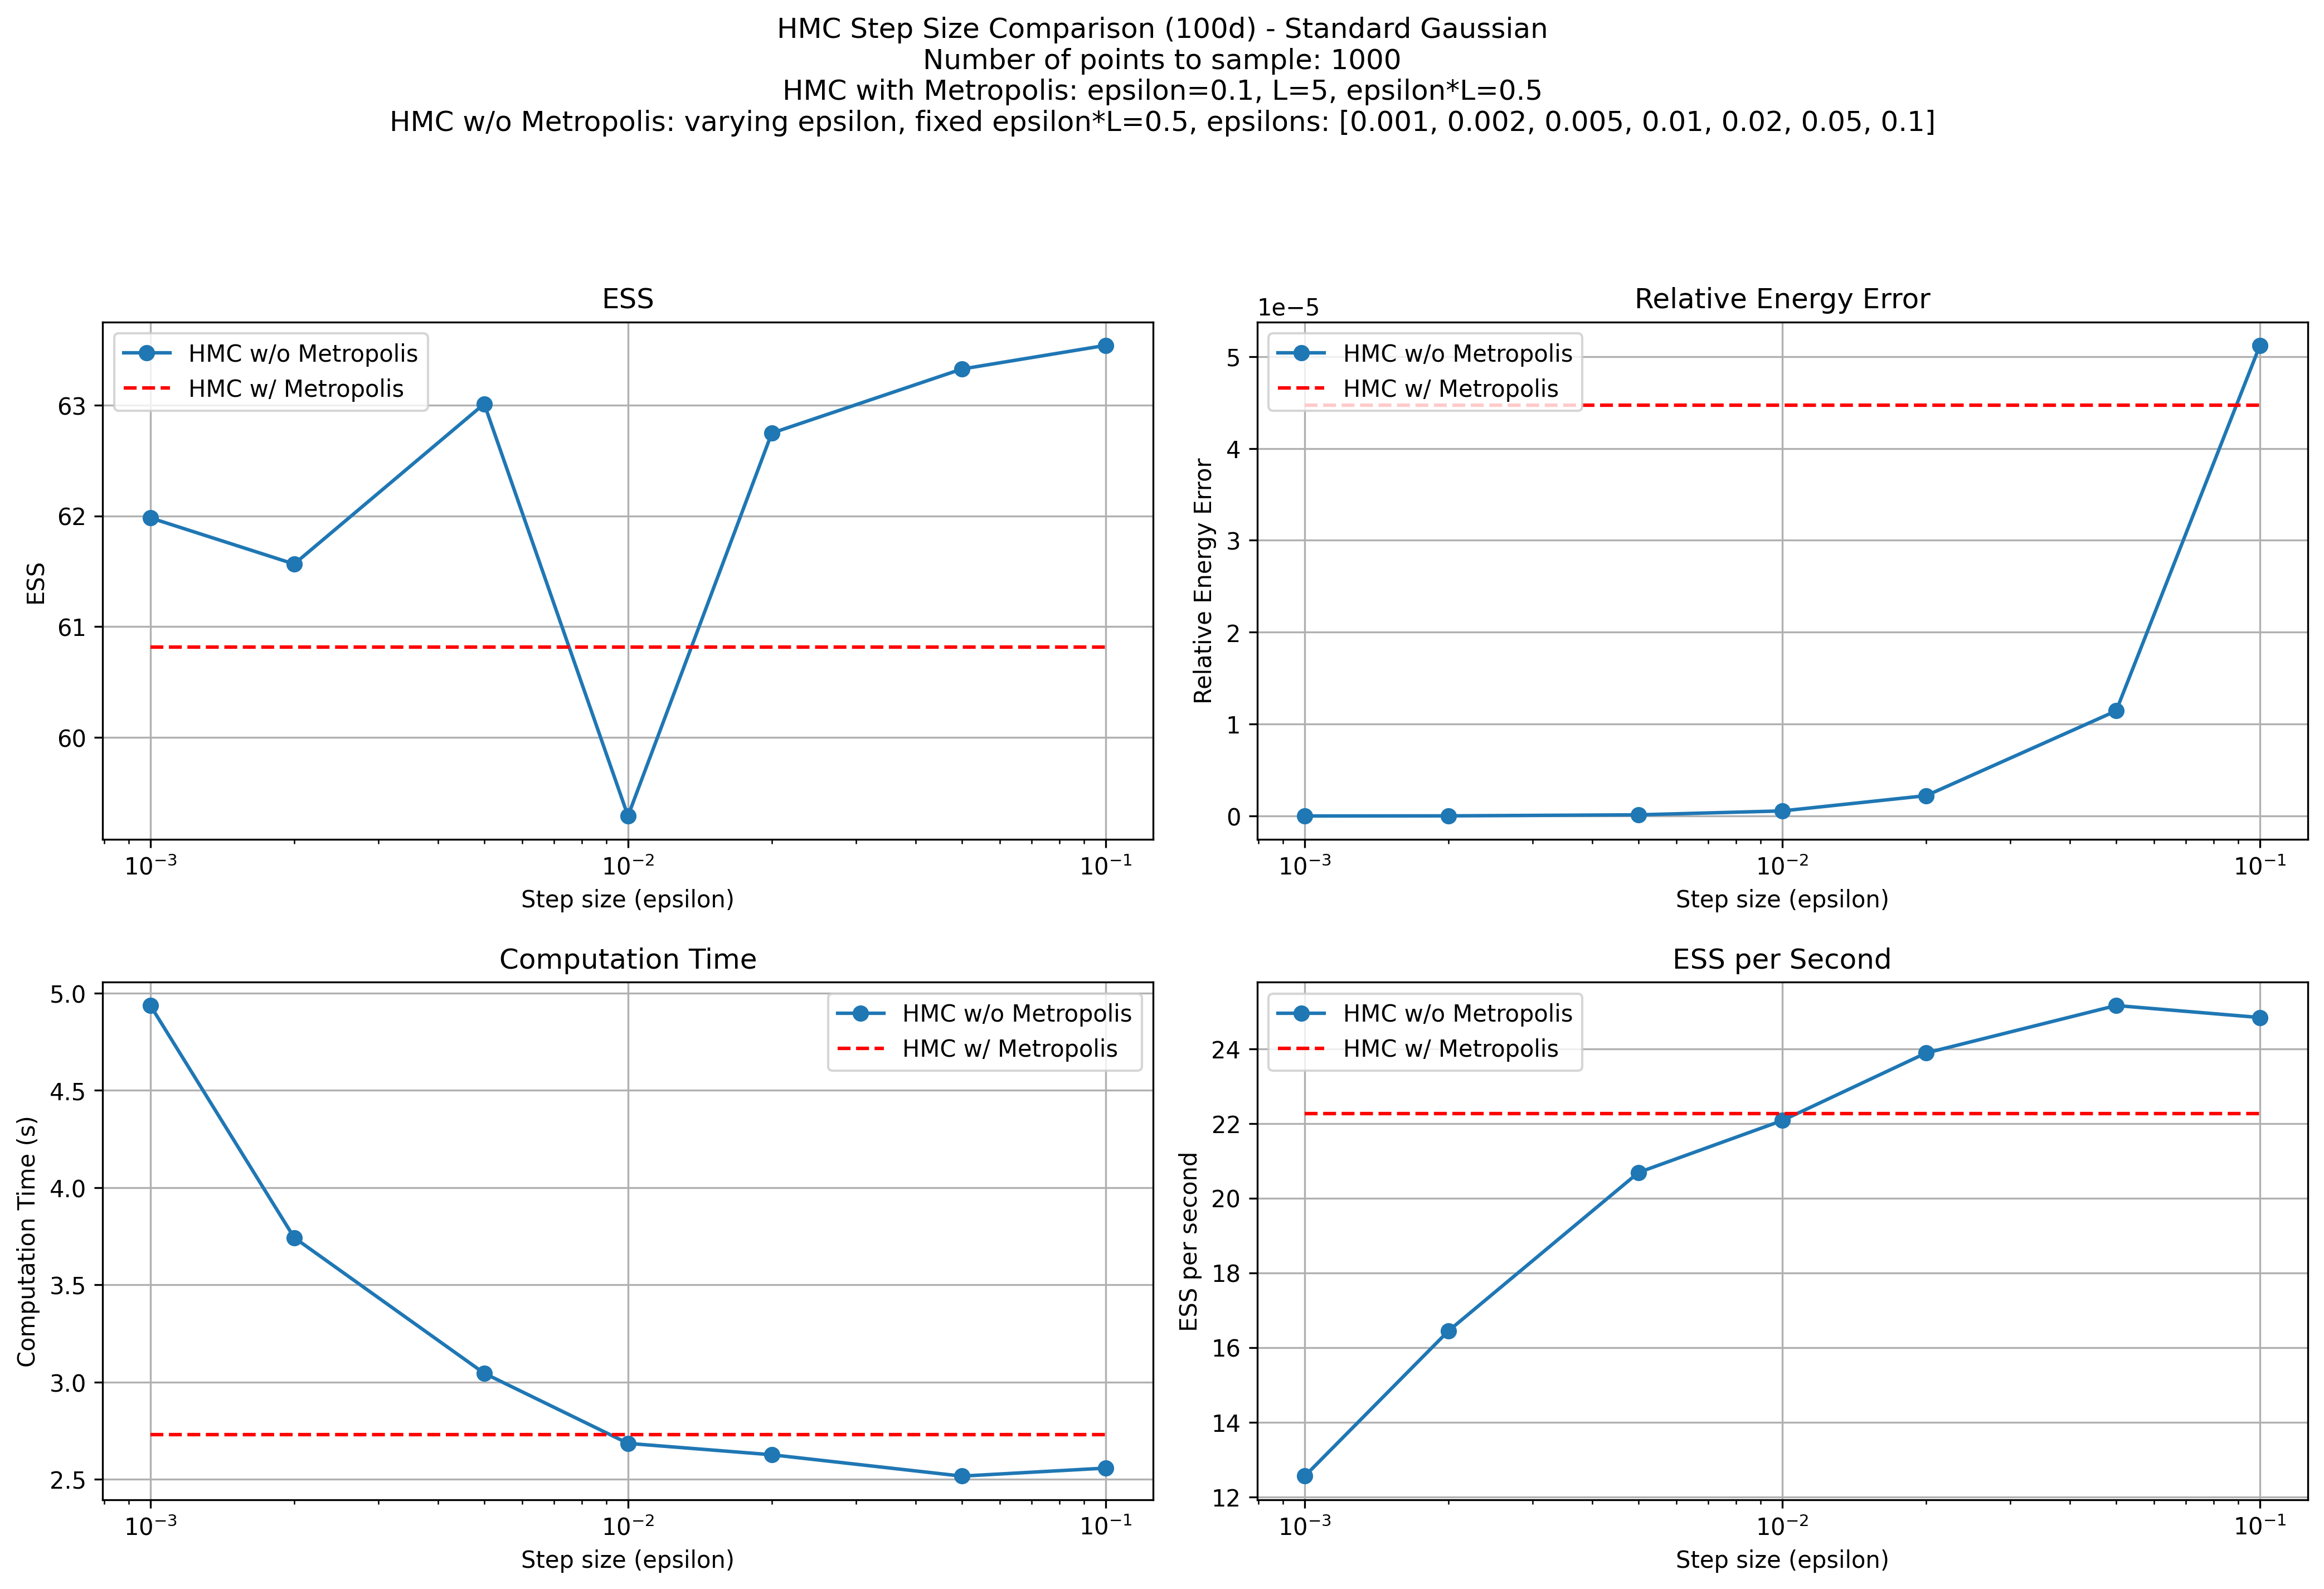 HMC Step Size Comparison (100d) - Standard Gaussian
Number of points to sample: 1000
HMC with Metropolis: epsilon=0.1, L=5, epsilon*L=0.5
HMC w/o Metropolis: varying epsilon, fixed epsilon*L=0.5, epsilons: [0.001, 0.002, 0.005, 0.01, 0.02, 0.05, 0.1]
ESS
HMC w/o Metropolis
HMC w/ Metropolis
ESS
63
62
61
60
10⁻³ 10⁻² 10⁻¹
Step size (epsilon)
Relative Energy Error
1e−5
HMC w/o Metropolis
HMC w/ Metropolis
Relative Energy Error
5
4
3
2
1
0
10⁻³ 10⁻² 10⁻¹
Step size (epsilon)
Computation Time
HMC w/o Metropolis
HMC w/ Metropolis
Computation Time (s)
5.0
4.5
4.0
3.5
3.0
2.5
10⁻³ 10⁻² 10⁻¹
Step size (epsilon)
ESS per Second
HMC w/o Metropolis
HMC w/ Metropolis
ESS per second
24
22
20
18
16
14
12
10⁻³ 10⁻² 10⁻¹
Step size (epsilon)